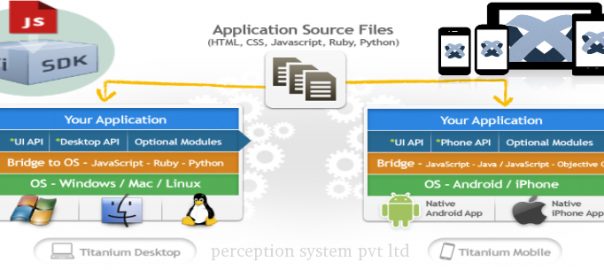 JS
Ti SDK
Application Source Files
(HTML, CSS, Javascript, Ruby, Python)
Your Application
*UI API *Desktop API Optional Modules
Bridge to OS - JavaScript - Ruby - Python
OS - Windows / Mac / Linux
Titanium Desktop
Your Application
*UI API *Phone API Optional Modules
Bridge - JavaScript - Java / JavaScript - Objective
OS - Android / iPhone
Native
Android App
Native
iPhone App
Titanium Mobile
perception system pvt ltd